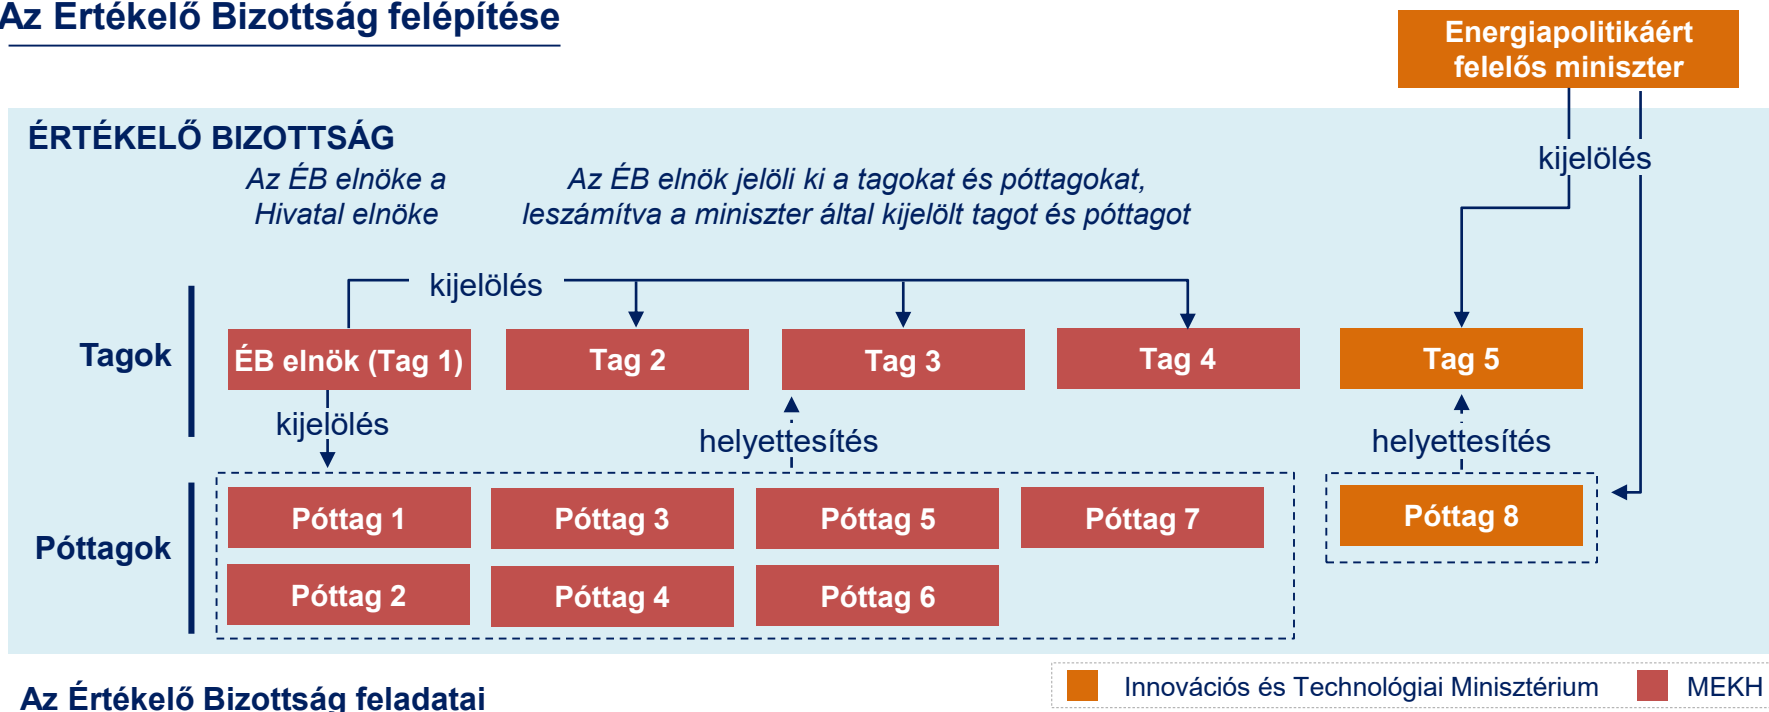 Az Értékelő Bizottság felépítése
Energiapolitikáért
felelős miniszter
ÉRTÉKELŐ BIZOTTSÁG
Az ÉB elnöke a
Hivatal elnöke
Az ÉB elnök jelöli ki a tagokat és póttagokat,
leszámítva a miniszter által kijelölt tagot és póttagot
kijelölés
kijelölés
Tagok
ÉB elnök (Tag 1)
Tag 2
Tag 3
Tag 4
Tag 5
kijelölés
helyettesítés
helyettesítés
Póttagok
Póttag 1
Póttag 3
Póttag 5
Póttag 7
Póttag 8
Póttag 2
Póttag 4
Póttag 6
Innovációs és Technológiai Minisztérium
MEKH
Az Értékelő Bizottság feladatai